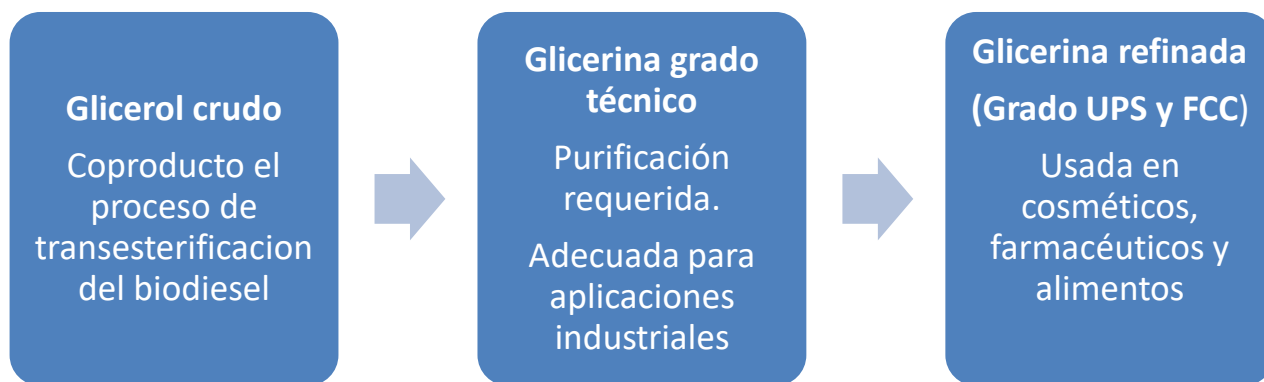 Glicerol crudo
Coproducto el
proceso de
transesterificacion
del biodiesel
Glicerina grado
técnico
Purificación
requerida.
Adecuada para
aplicaciones
industriales
Glicerina refinada
(Grado UPS y FCC)
Usada en
cosméticos,
farmacéuticos y
alimentos